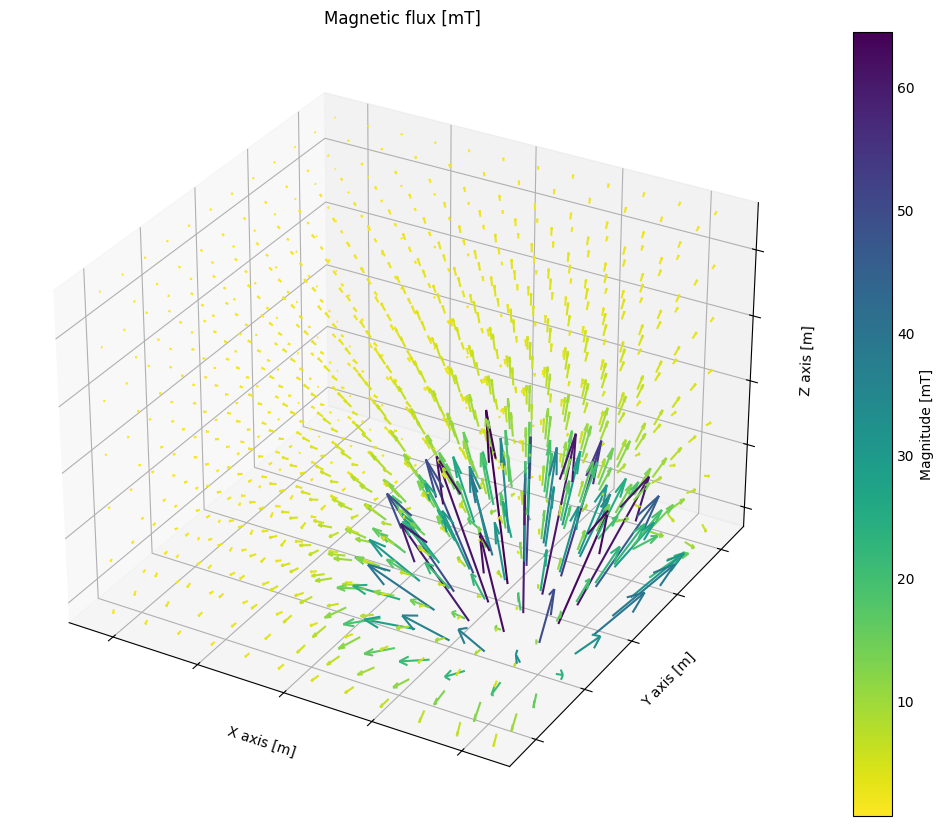 Magnetic flux [mT]
60
50
Z axis [m]
40
Magnitude [mT]
30
20
Y axis [m]
10
X axis [m]